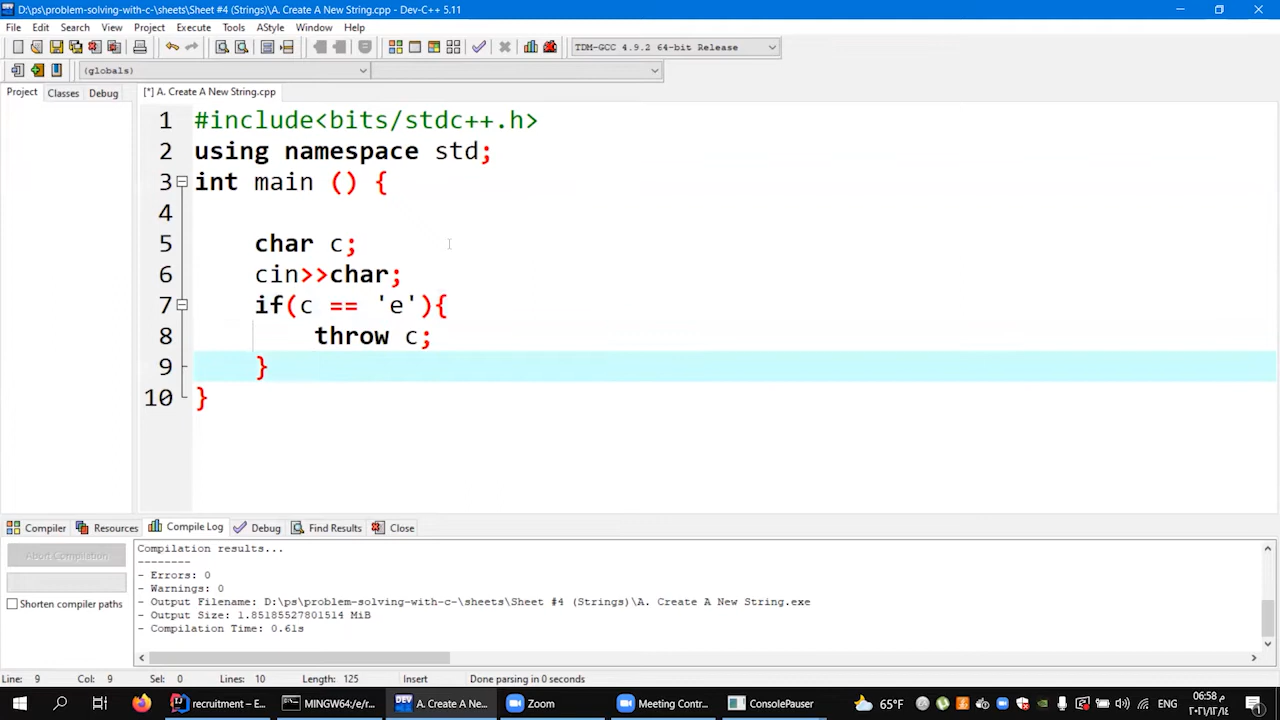 D:\ps\problem-solving-with-c-\sheets\Sheet #4 (Strings)\A. Create A New String.cpp - Dev-C++ 5.11
File Edit Search View Project Execute Tools AStyle Window Help
TDM-GCC 4.9.2 64-bit Release
(globals)
Project Classes Debug [*] A. Create A New String.cpp
1 #include<bits/stdc++.h>
2 using namespace std;
3 int main () {
4
5 char c;
6 cin>>char;
7 if(c == 'e'){
8 throw c;
9 }
10 }
Compiler Resources Compile Log Debug Find Results Close
Abort Compilation
Shorten compiler paths
Compilation results...
--------
- Errors: 0
- Warnings: 0
- Output Filename: D:\ps\problem-solving-with-c-\sheets\Sheet #4 (Strings)\A. Create A New String.exe
- Output Size: 1.85185527801514 MiB
- Compilation Time: 0.61s
Line: 9 Col: 9 Sel: 0 Lines: 10 Length: 125 Insert Done parsing in 0 seconds
recruitment – E... MINGW64:/e/r... A. Create A Ne... Zoom Meeting Contr... ConsolePauser 65°F
06:58 م